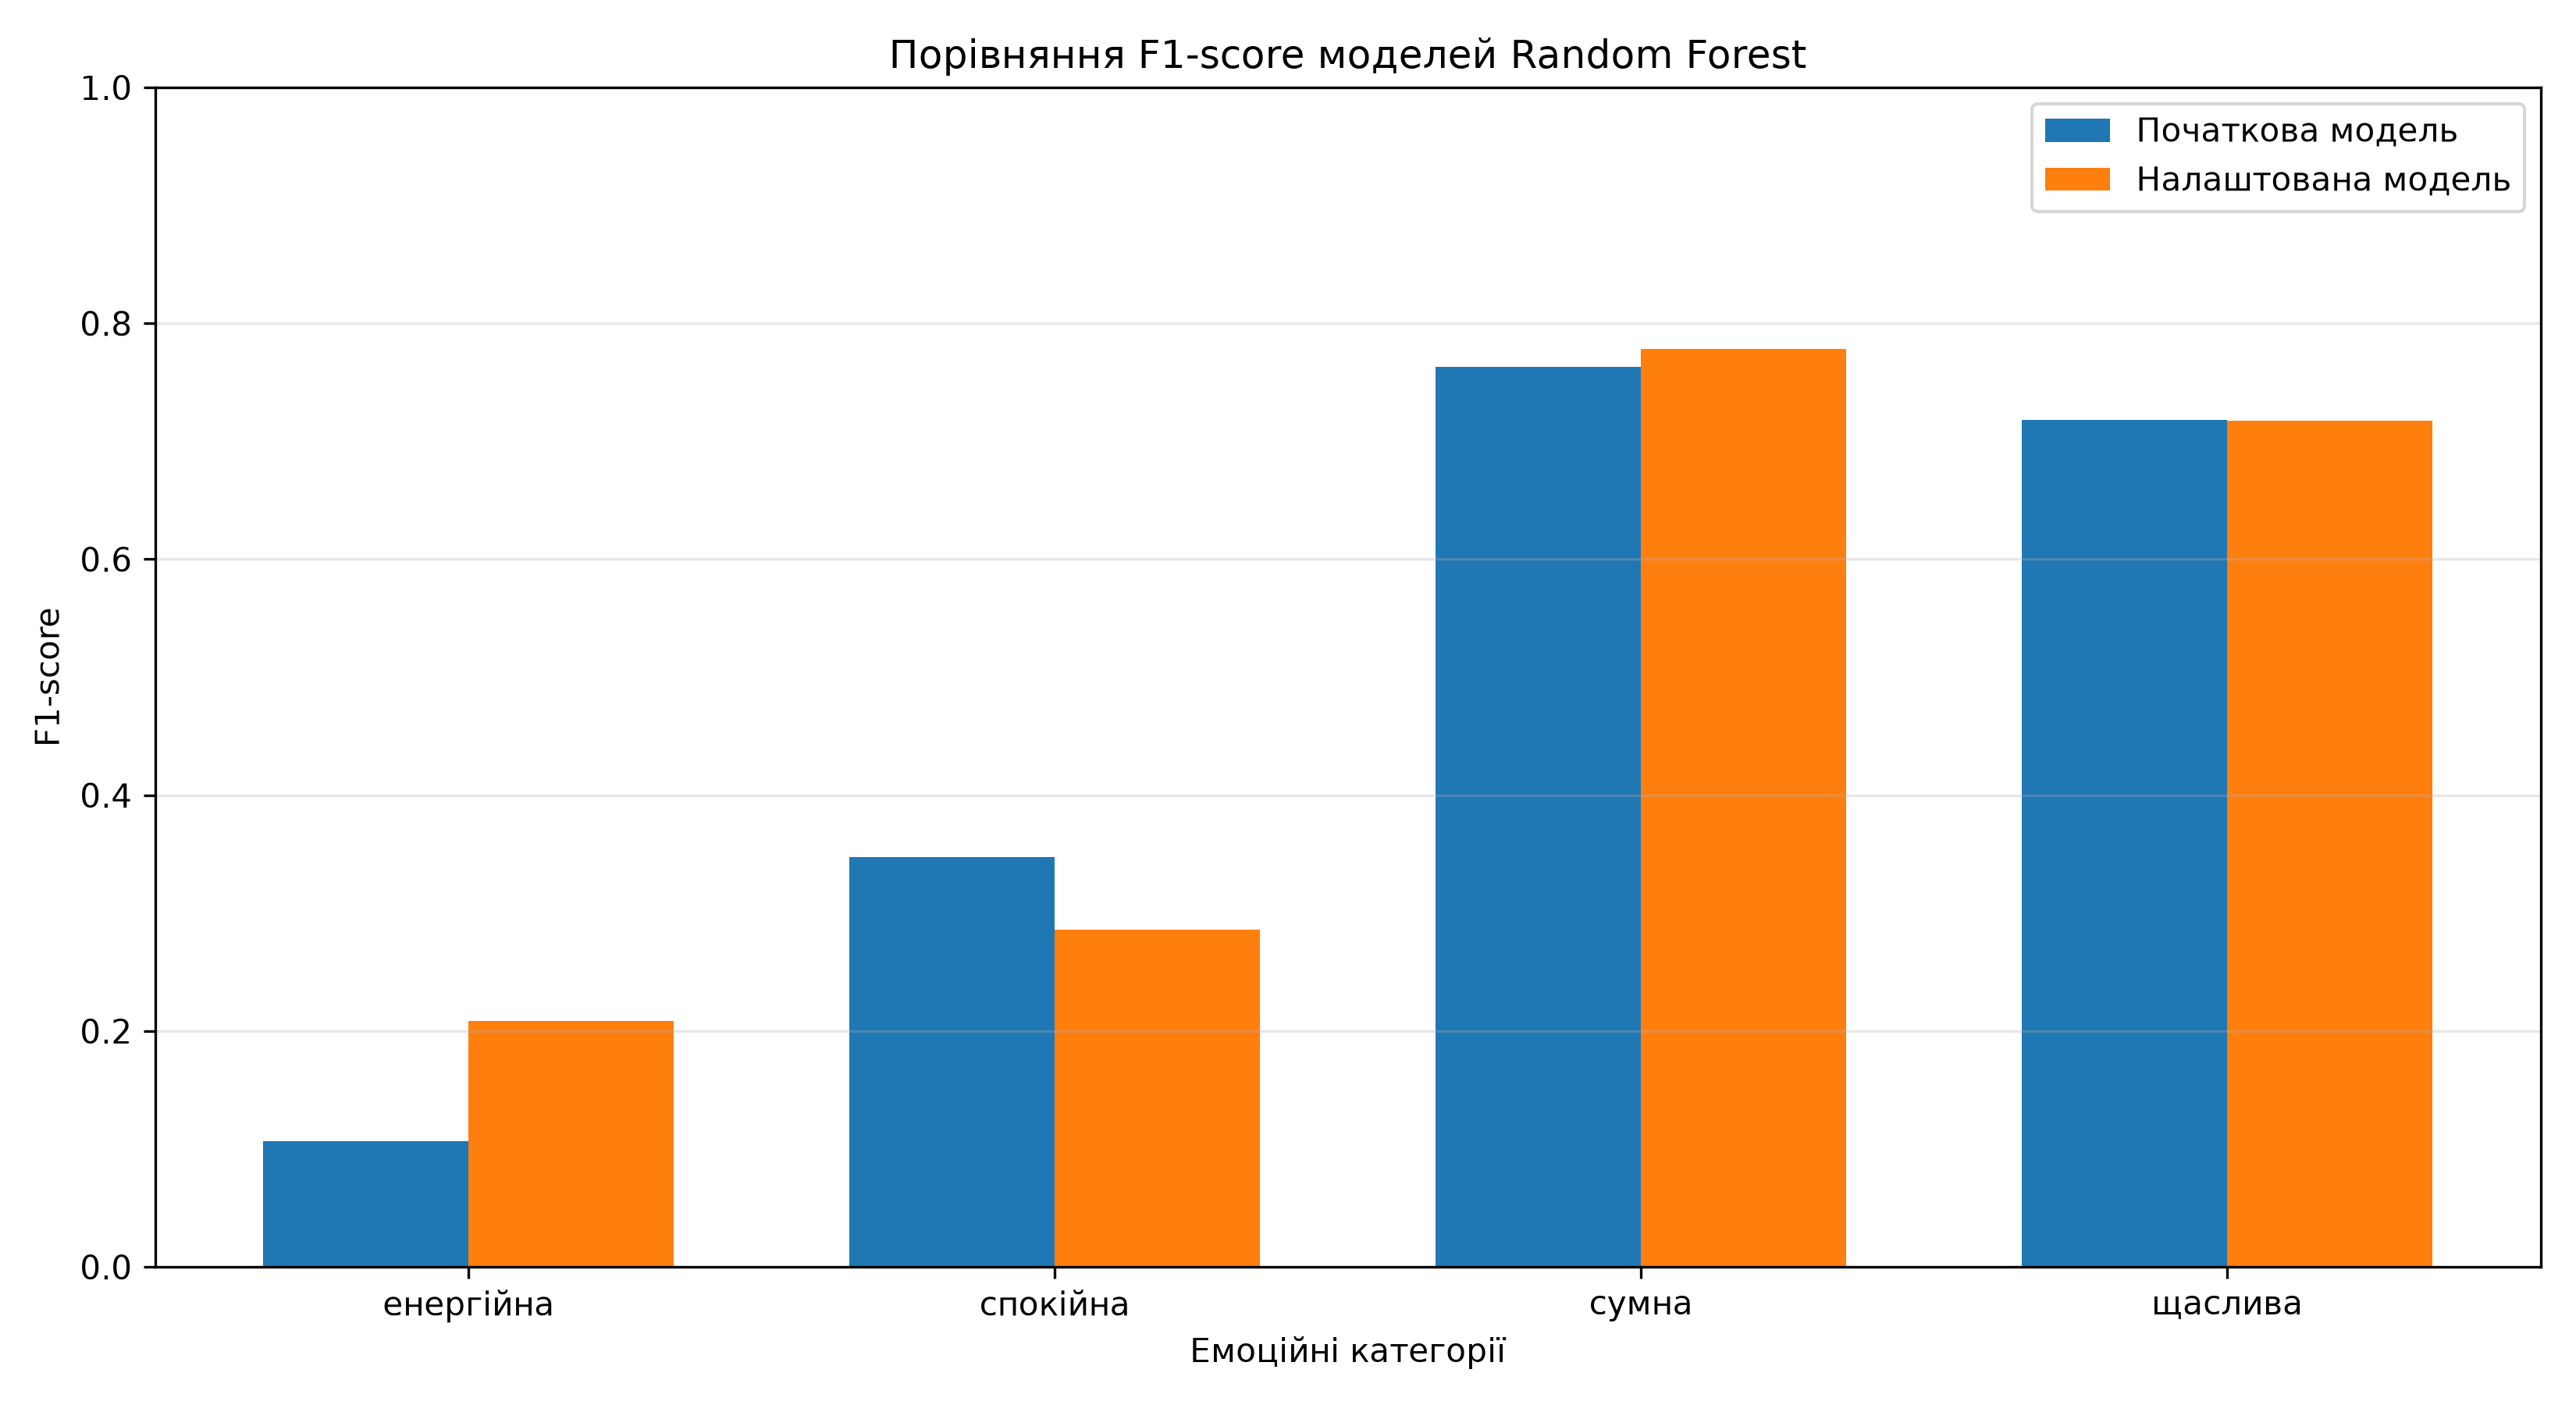 Порівняння F1-score моделей Random Forest
Початкова модель
Налаштована модель
F1-score
1.0
0.8
0.6
0.4
0.2
0.0
енергійна спокійна сумна щаслива
Емоційні категорії